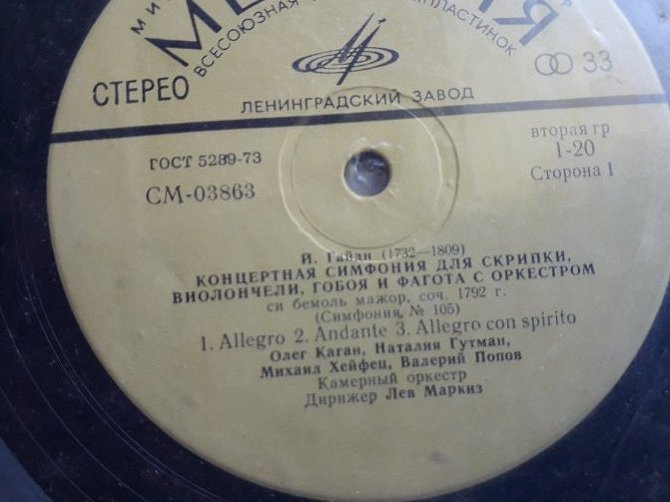 СТЕРЕО
ВСЕСОЮЗНАЯ
33
ЛЕНИНГРАДСКИЙ ЗАВОД
ГОСТ 5289-73
СМ-03863
вторая гр
1-20
Сторона 1
Й. Гайдн (1732—1809)
КОНЦЕРТНАЯ СИМФОНИЯ ДЛЯ СКРИПКИ,
ВИОЛОНЧЕЛИ, ГОБОЯ И ФАГОТА С ОРКЕСТРОМ
си бемоль мажор, соч. 1792 г.
(Симфония, № 105)
1. Allegro 2. Andante 3. Allegro con spirito
Олег Каган, Наталия Гутман,
Михаил Хейфец, Валерий Попов
Камерный оркестр
Дирижер Лев Маркиз